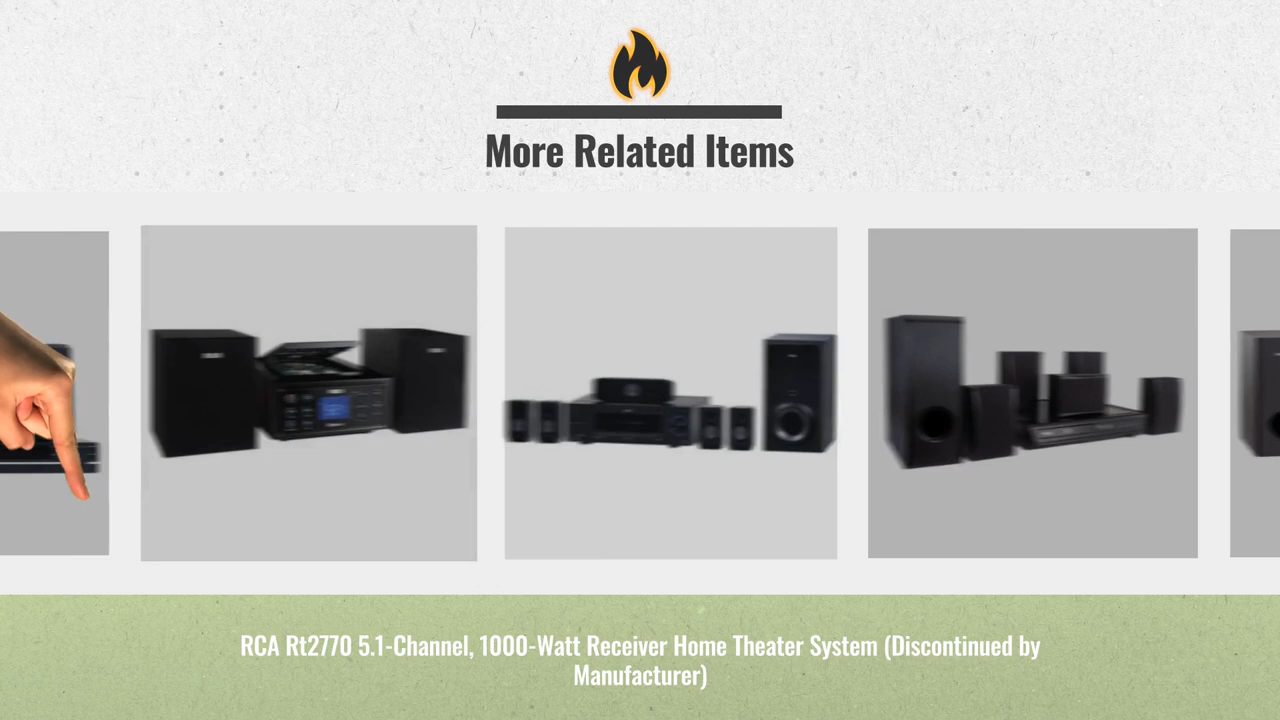 More Related Items
RCA Rt2770 5.1-Channel, 1000-Watt Receiver Home Theater System (Discontinued by
Manufacturer)